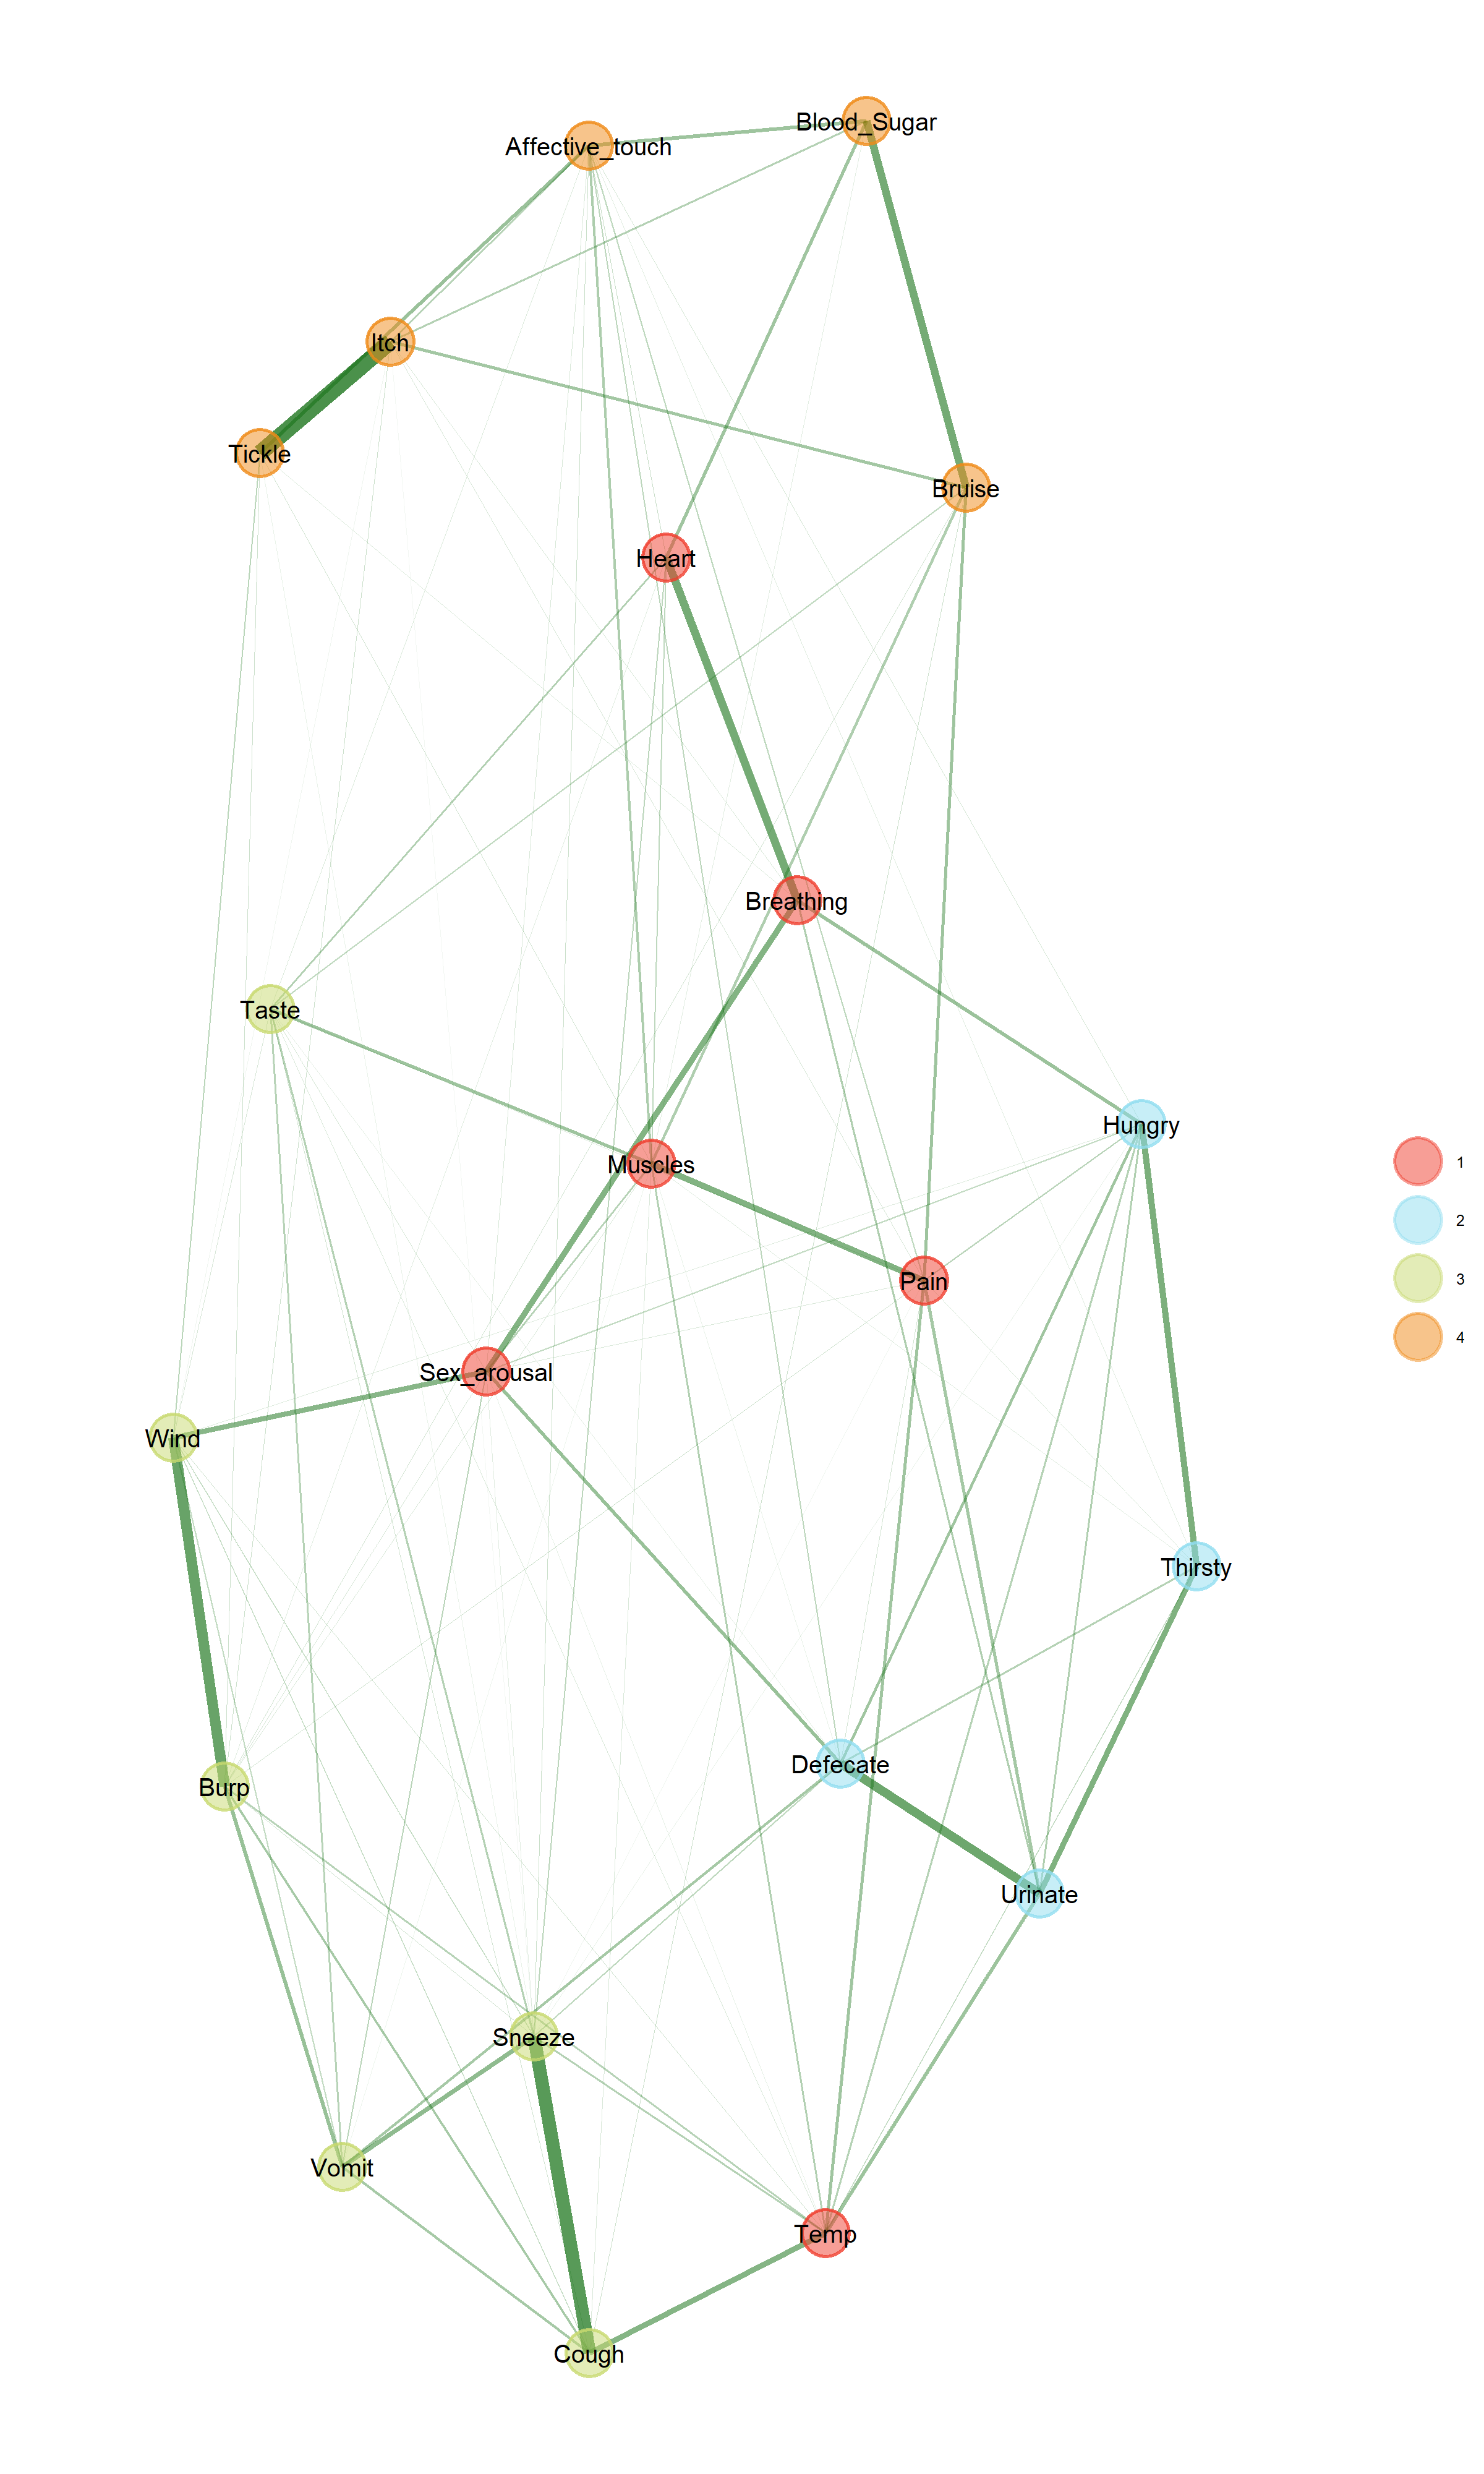 Blood_Sugar
Affective_touch
Itch
Tickle
Bruise
Heart
Breathing
Taste
Hungry
Muscles
1
2
Pain
3
4
Sex_arousal
Wind
Thirsty
Defecate
Burp
Urinate
Sneeze
Vomit
Temp
Cough